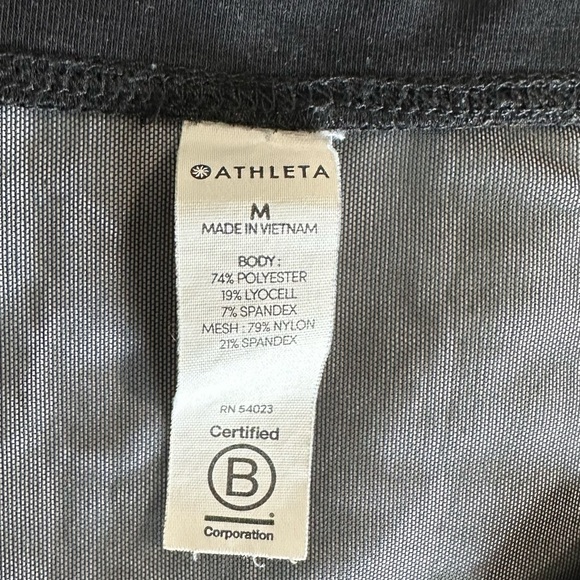 ATHLETA
M
MADE IN VIETNAM
BODY :
74% POLYESTER
19% LYOCELL
7% SPANDEX
MESH : 79% NYLON
21% SPANDEX
RN 54023
Certified
B
Corporation